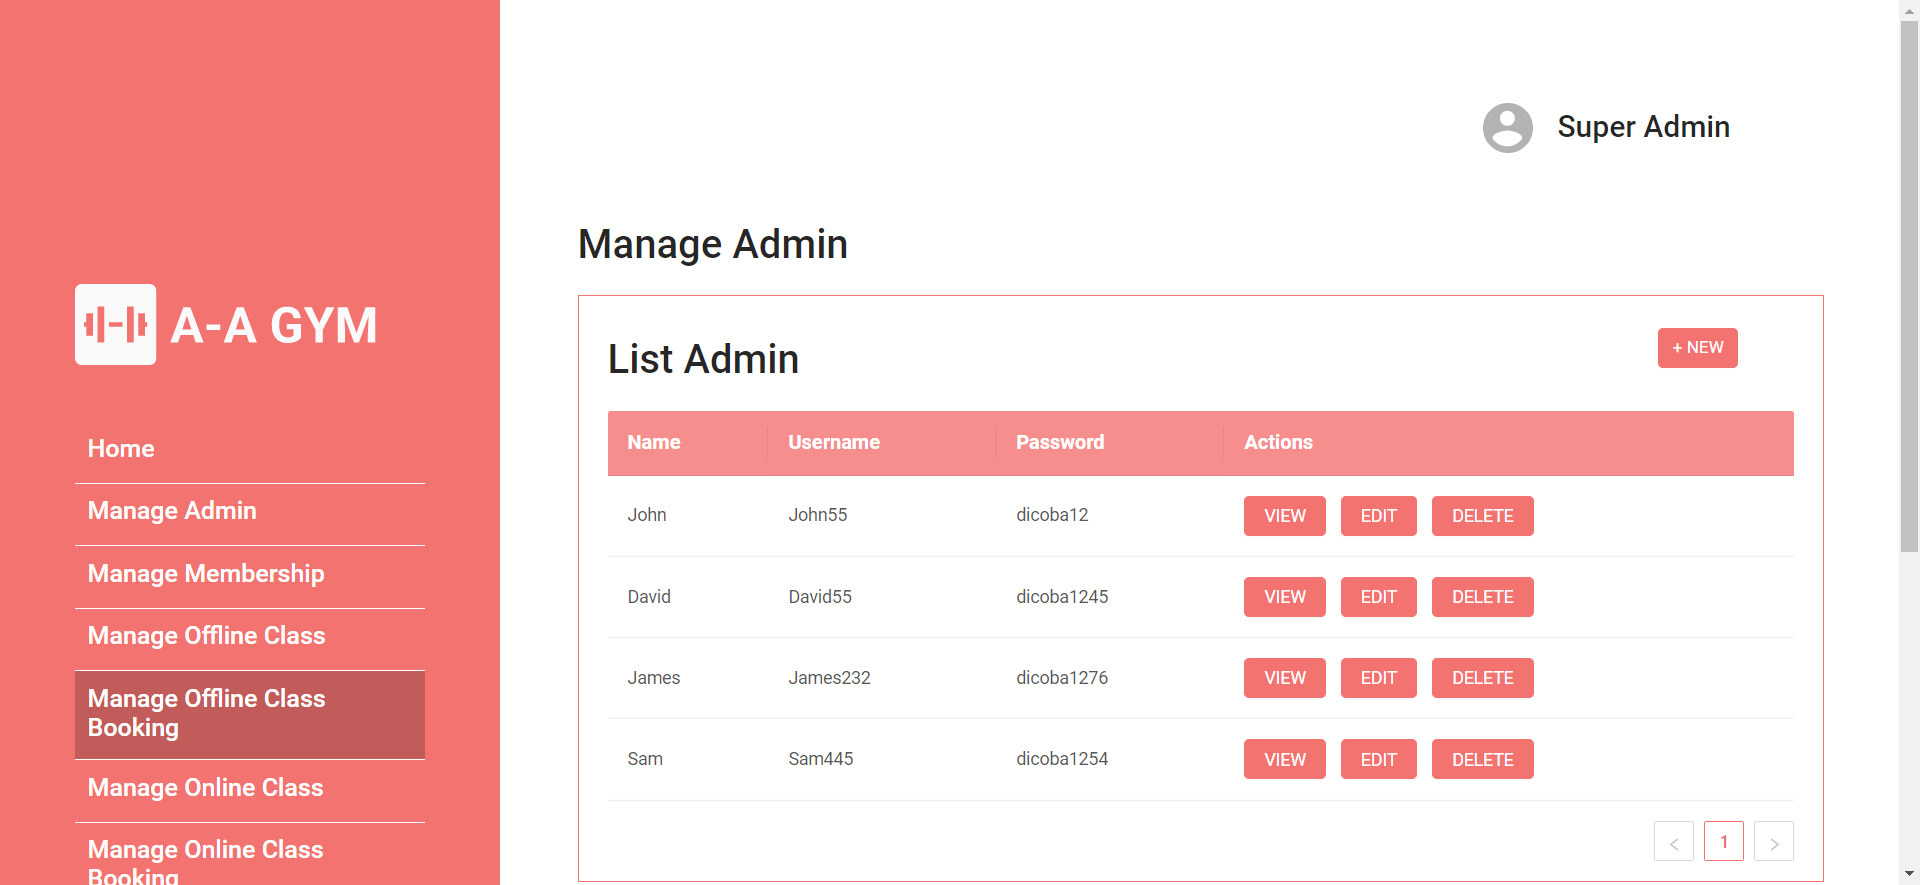 A-A GYM
Home
Manage Admin
Manage Membership
Manage Offline Class
Manage Offline Class
Booking
Manage Online Class
Manage Online Class
Booking
Super Admin
Manage Admin
List Admin
+ NEW
Name Username Password Actions
John John55 dicoba12 VIEW EDIT DELETE
David David55 dicoba1245 VIEW EDIT DELETE
James James232 dicoba1276 VIEW EDIT DELETE
Sam Sam445 dicoba1254 VIEW EDIT DELETE
< 1 >